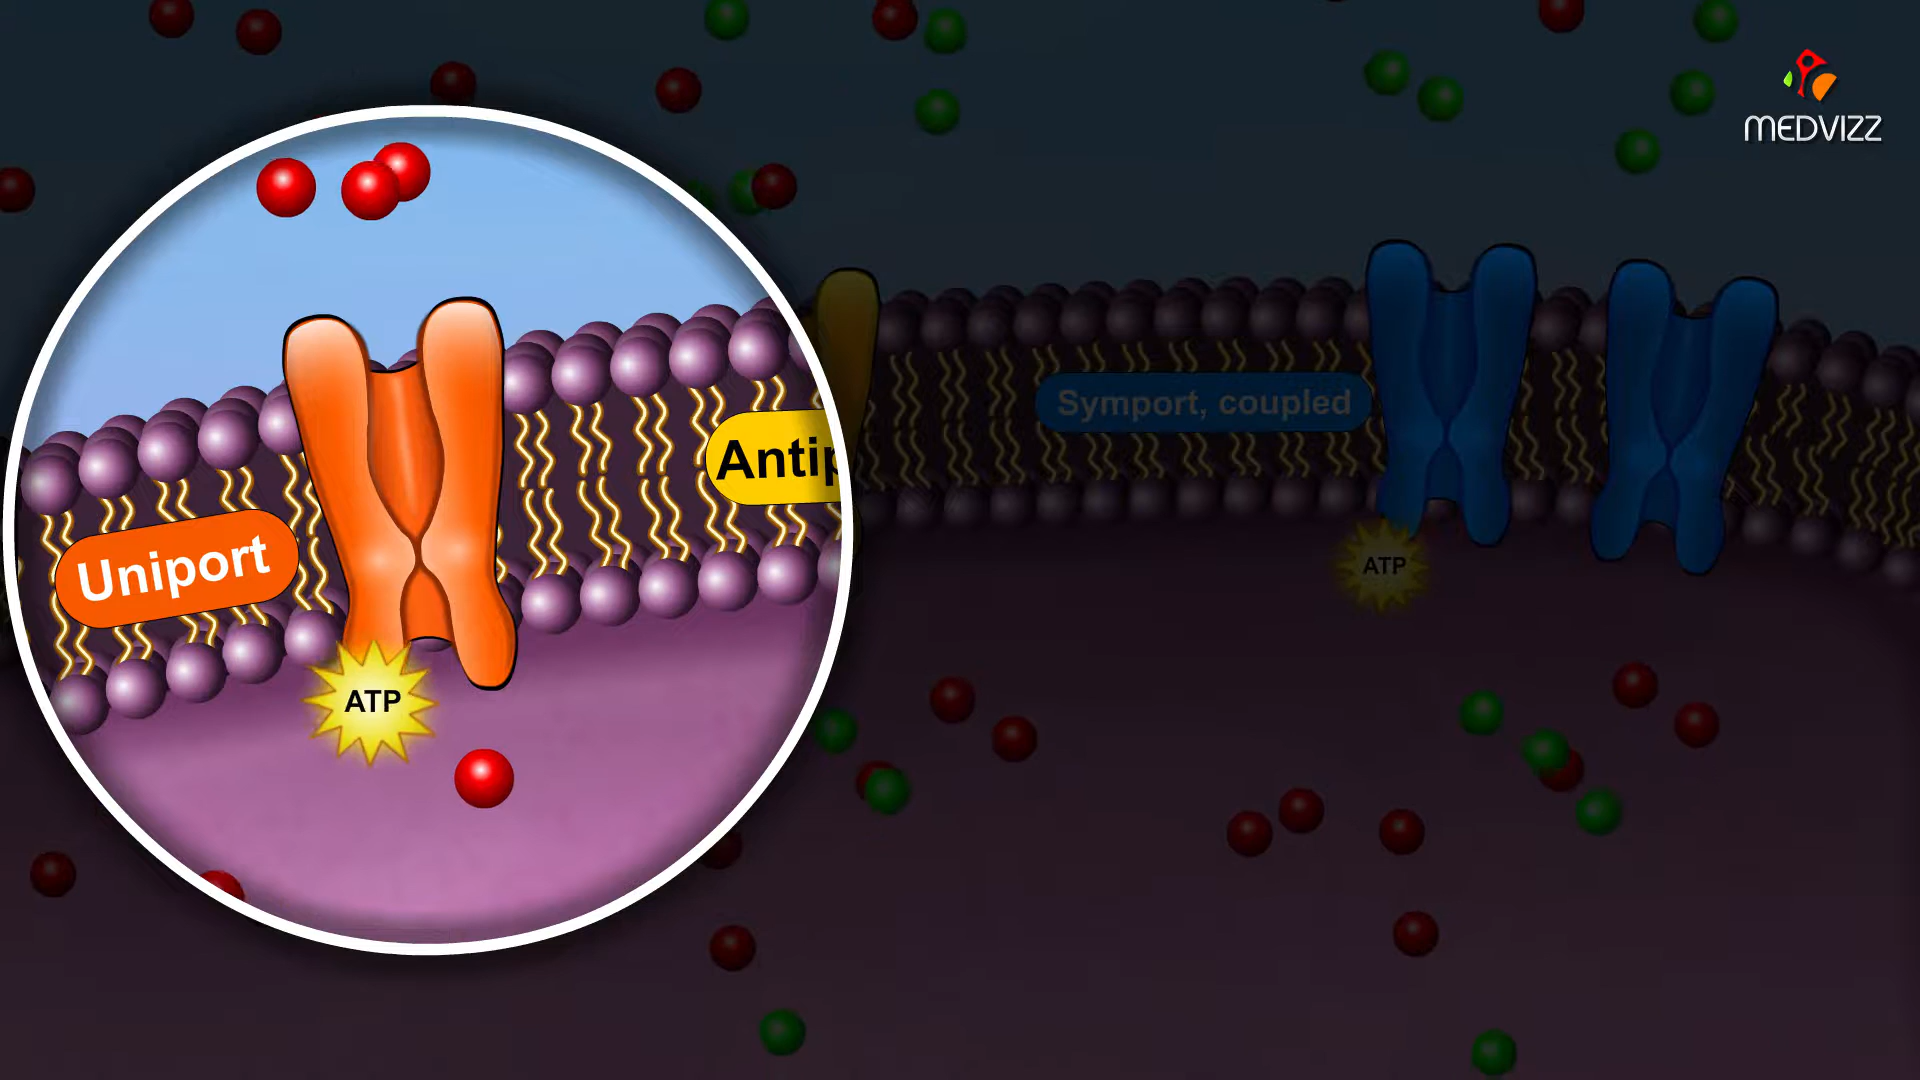 MEDVIZZ
Symport, coupled
Antip
Uniport
ATP
ATP